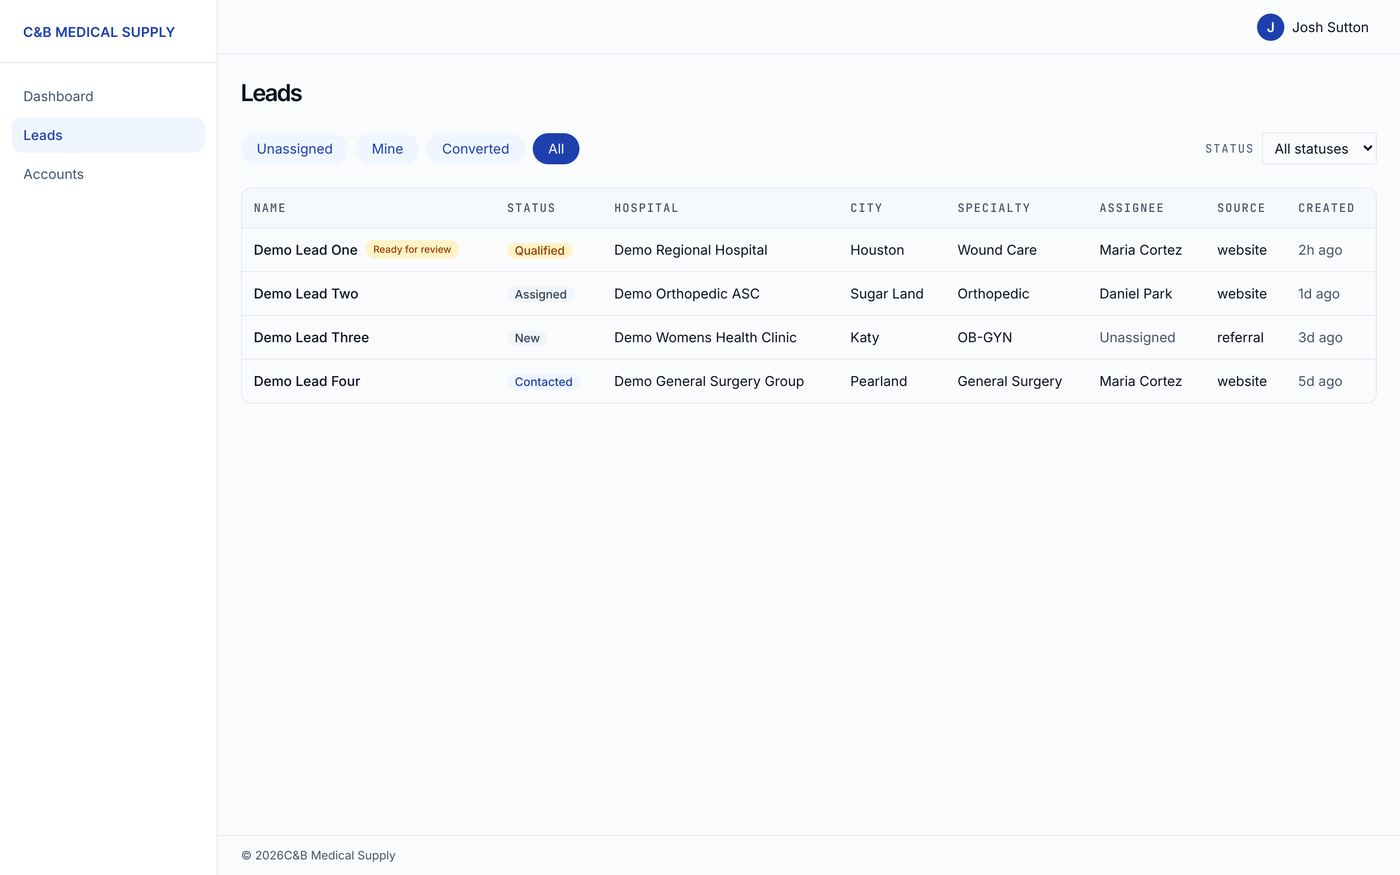 C&B MEDICAL SUPPLY
J Josh Sutton
Dashboard
Leads
Accounts
Leads
Unassigned Mine Converted All STATUS All statuses
NAME STATUS HOSPITAL CITY SPECIALTY ASSIGNEE SOURCE CREATED
Demo Lead One Ready for review Qualified Demo Regional Hospital Houston Wound Care Maria Cortez website 2h ago
Demo Lead Two Assigned Demo Orthopedic ASC Sugar Land Orthopedic Daniel Park website 1d ago
Demo Lead Three New Demo Womens Health Clinic Katy OB-GYN Unassigned referral 3d ago
Demo Lead Four Contacted Demo General Surgery Group Pearland General Surgery Maria Cortez website 5d ago
© 2026C&B Medical Supply